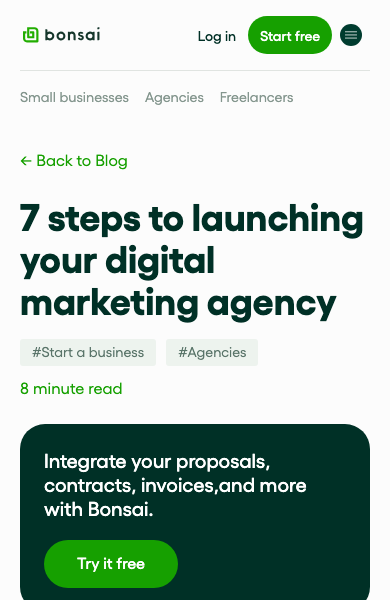 bonsai
Log in
Start free
Small businesses
Agencies
Freelancers
← Back to Blog
7 steps to launching
your digital
marketing agency
#Start a business
#Agencies
8 minute read
Integrate your proposals,
contracts, invoices,and more
with Bonsai.
Try it free